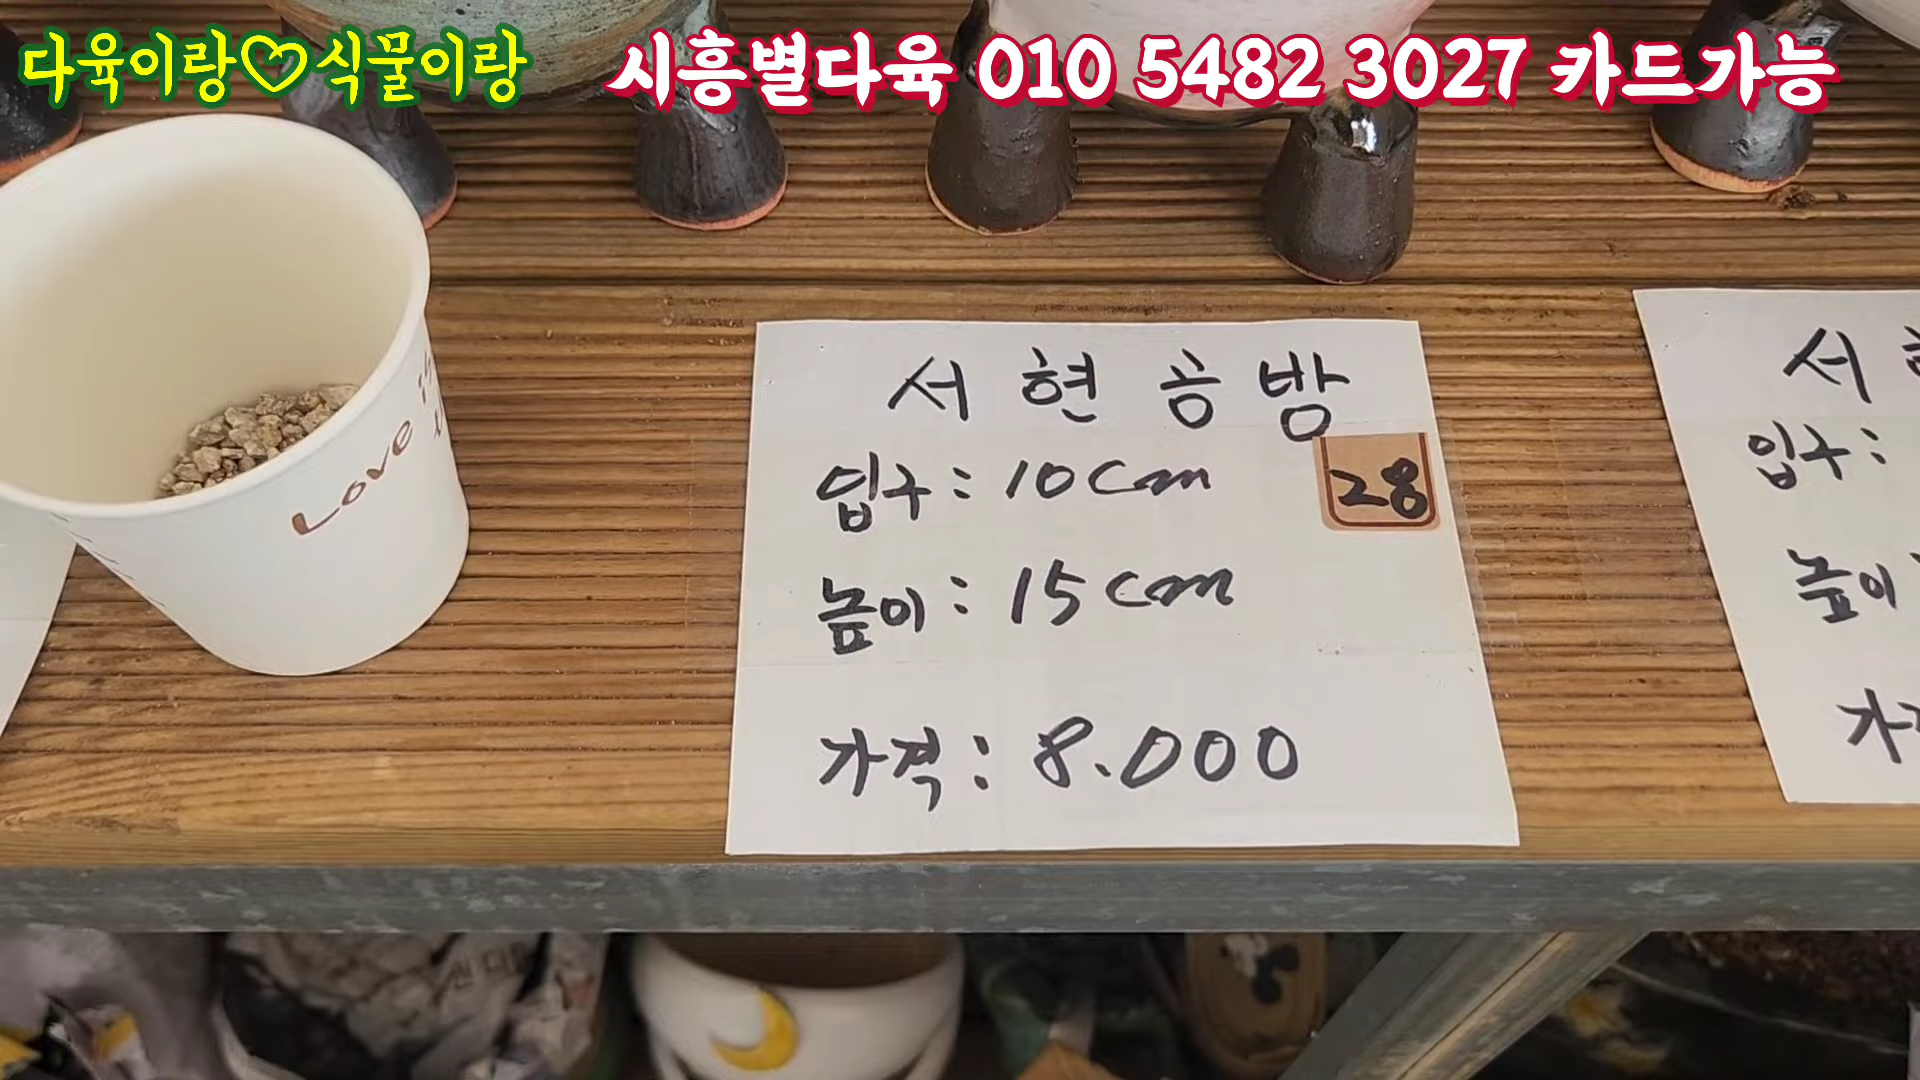 다육이랑♡식물이랑
시흥별다육 010 5482 3027 카드가능
Love is
서현공방
입구: 10cm
28
높이: 15cm
가격: 8.000
서
입구:
높이